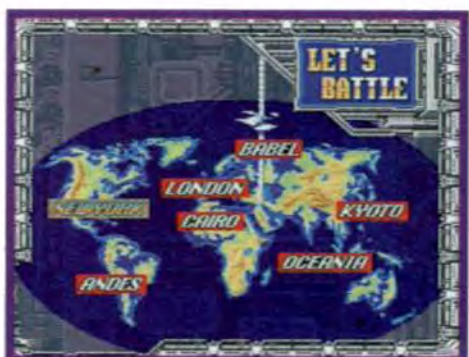 LET'S
BATTLE
BABEL
LONDON
NEWYORK
CAIRO
KYOTO
OCEANIA
ANDES